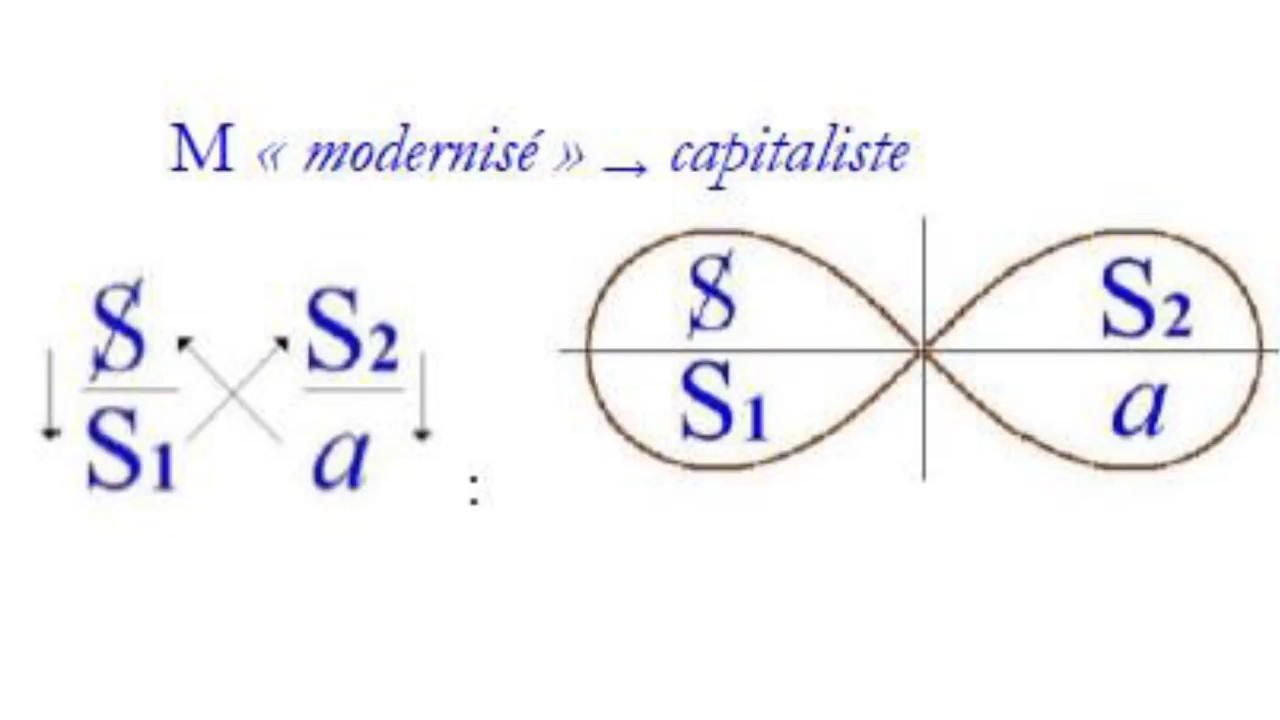 M « modernisé » → capitaliste
$ S2 $ S2
S1 a : S1 a